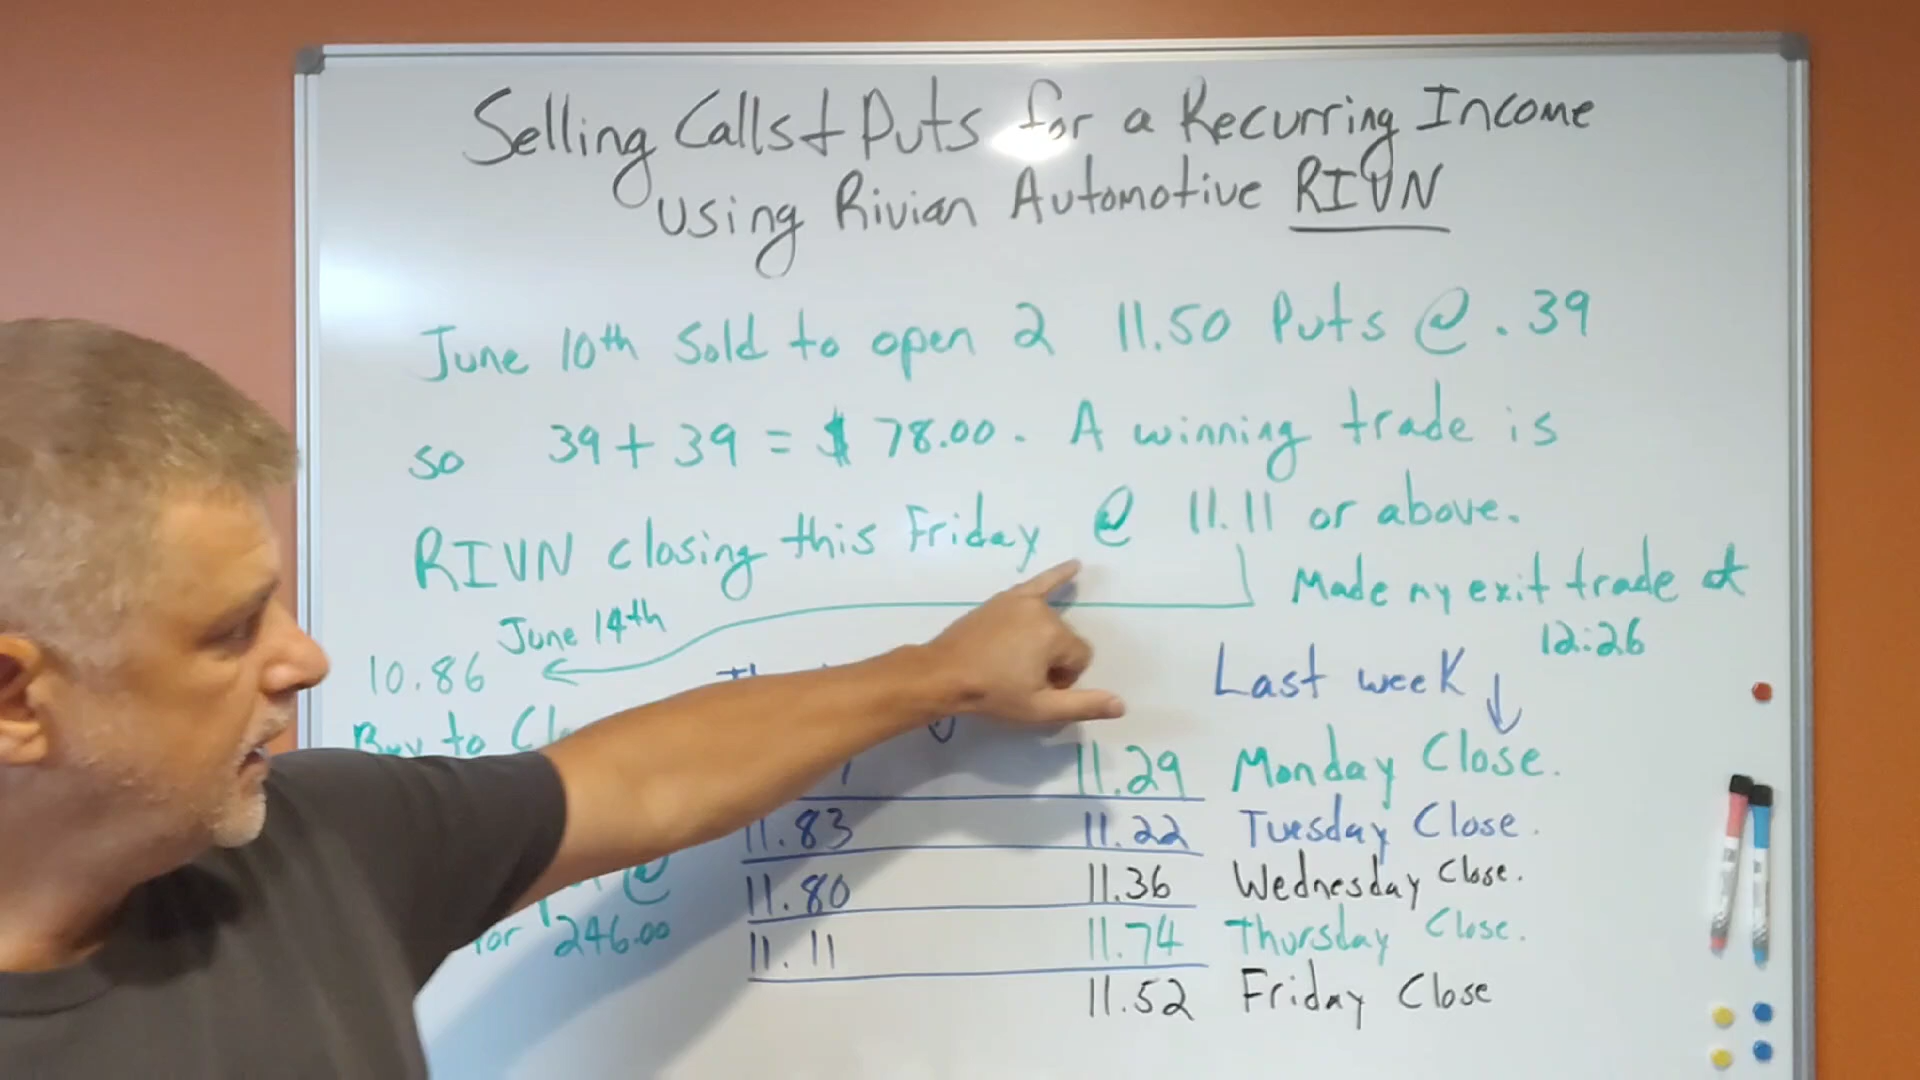 Selling Calls & Puts for a Recurring Income
using Rivian Automotive RIVN
June 10th Sold to open 2 11.50 Puts @ .39
so 39 + 39 = $ 78.00. A winning trade is
RIVN closing this Friday @ 11.11 or above.
June 14th
Made my exit trade at
12:26
10.86
Buy to
Last week
11.29 Monday Close.
11.83 11.22 Tuesday Close.
11.80 11.36 Wednesday Close.
11.11 11.74 Thursday Close.
11.52 Friday Close
@
for 246.00